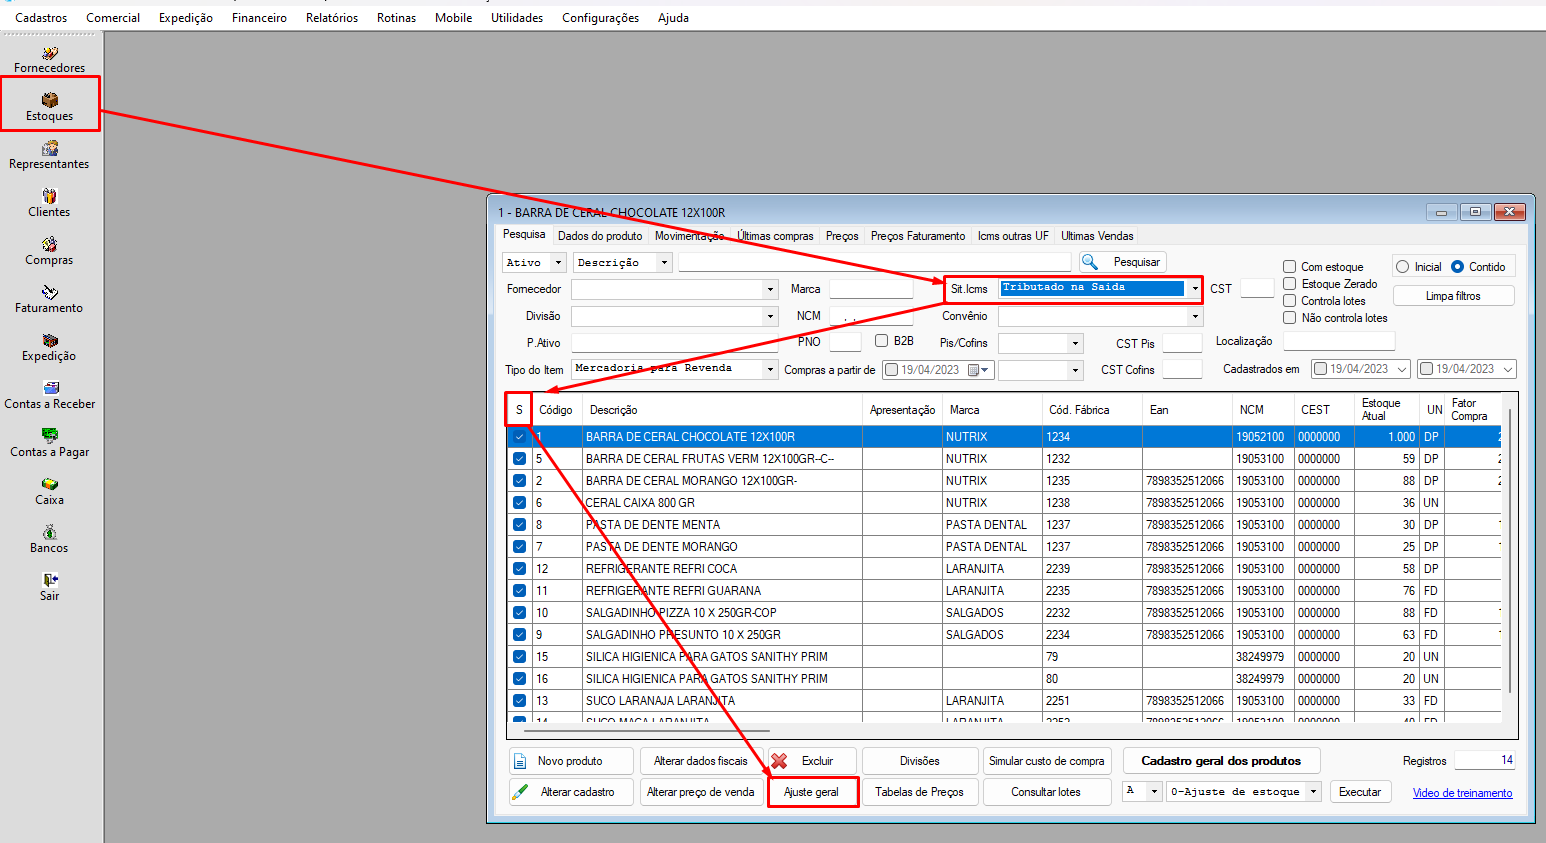 Cadastros Comercial Expedição Financeiro Relatórios Rotinas Mobile Utilidades Configurações Ajuda
Fornecedores
Estoques
Representantes
Clientes
Compras
Faturamento
Expedição
Contas a Receber
Contas a Pagar
Caixa
Bancos
Sair
1 - BARRA DE CERAL CHOCOLATE 12X100R
Pesquisa Dados do produto Movimentação Últimas compras Preços Preços Faturamento Icms outras UF Ultimas Vendas
Ativo Descrição Pesquisar Com estoque Inicial Contido
Fornecedor Marca Sit.Icms Tributado na Saida CST Estoque Zerado Limpa filtros
Controla lotes
Divisão NCM . . Convênio Não controla lotes
P.Ativo PNO B2B Pis/Cofins CST Pis Localização
Tipo do Item Mercadoria para Revenda Compras a partir de 19/04/2023 CST Cofins Cadastrados em 19/04/2023 19/04/2023
S Código Descrição Apresentação Marca Cód. Fábrica Ean NCM CEST Estoque Atual UN Fator Compra
1 BARRA DE CERAL CHOCOLATE 12X100R NUTRIX 1234 19052100 0000000 1.000 DP
5 BARRA DE CERAL FRUTAS VERM 12X100GR--C-- NUTRIX 1232 19053100 0000000 59 DP
2 BARRA DE CERAL MORANGO 12X100GR- NUTRIX 1235 7898352512066 19053100 0000000 88 DP
6 CERAL CAIXA 800 GR NUTRIX 1238 7898352512066 19053100 0000000 36 UN
8 PASTA DE DENTE MENTA PASTA DENTAL 1237 7898352512066 19053100 0000000 30 DP
7 PASTA DE DENTE MORANGO PASTA DENTAL 1237 7898352512066 19053100 0000000 25 DP
12 REFRIGERANTE REFRI COCA LARANJITA 2239 7898352512066 19053100 0000000 58 DP
11 REFRIGERANTE REFRI GUARANA LARANJITA 2235 7898352512066 19053100 0000000 76 FD
10 SALGADINHO PIZZA 10 X 250GR-COP SALGADOS 2232 7898352512066 19053100 0000000 88 FD
9 SALGADINHO PRESUNTO 10 X 250GR SALGADOS 2234 7898352512066 19053100 0000000 63 FD
15 SILICA HIGIENICA PARA GATOS SANITHY PRIM 79 38249979 0000000 20 UN
16 SILICA HIGIENICA PARA GATOS SANITHY PRIM 80 38249979 0000000 20 UN
13 SUCO LARANAJA LARANJITA LARANJITA 2251 7898352512066 19053100 0000000 33 FD
14 SUCO MACA LARANJITA LARANJITA 2252 7898352512066 19053100 0000000 40 FD
Novo produto Alterar dados fiscais Excluir Divisões Simular custo de compra Cadastro geral dos produtos Registros 14
Alterar cadastro Alterar preço de venda Ajuste geral Tabelas de Preços Consultar lotes A 0-Ajuste de estoque Executar Video de treinamento